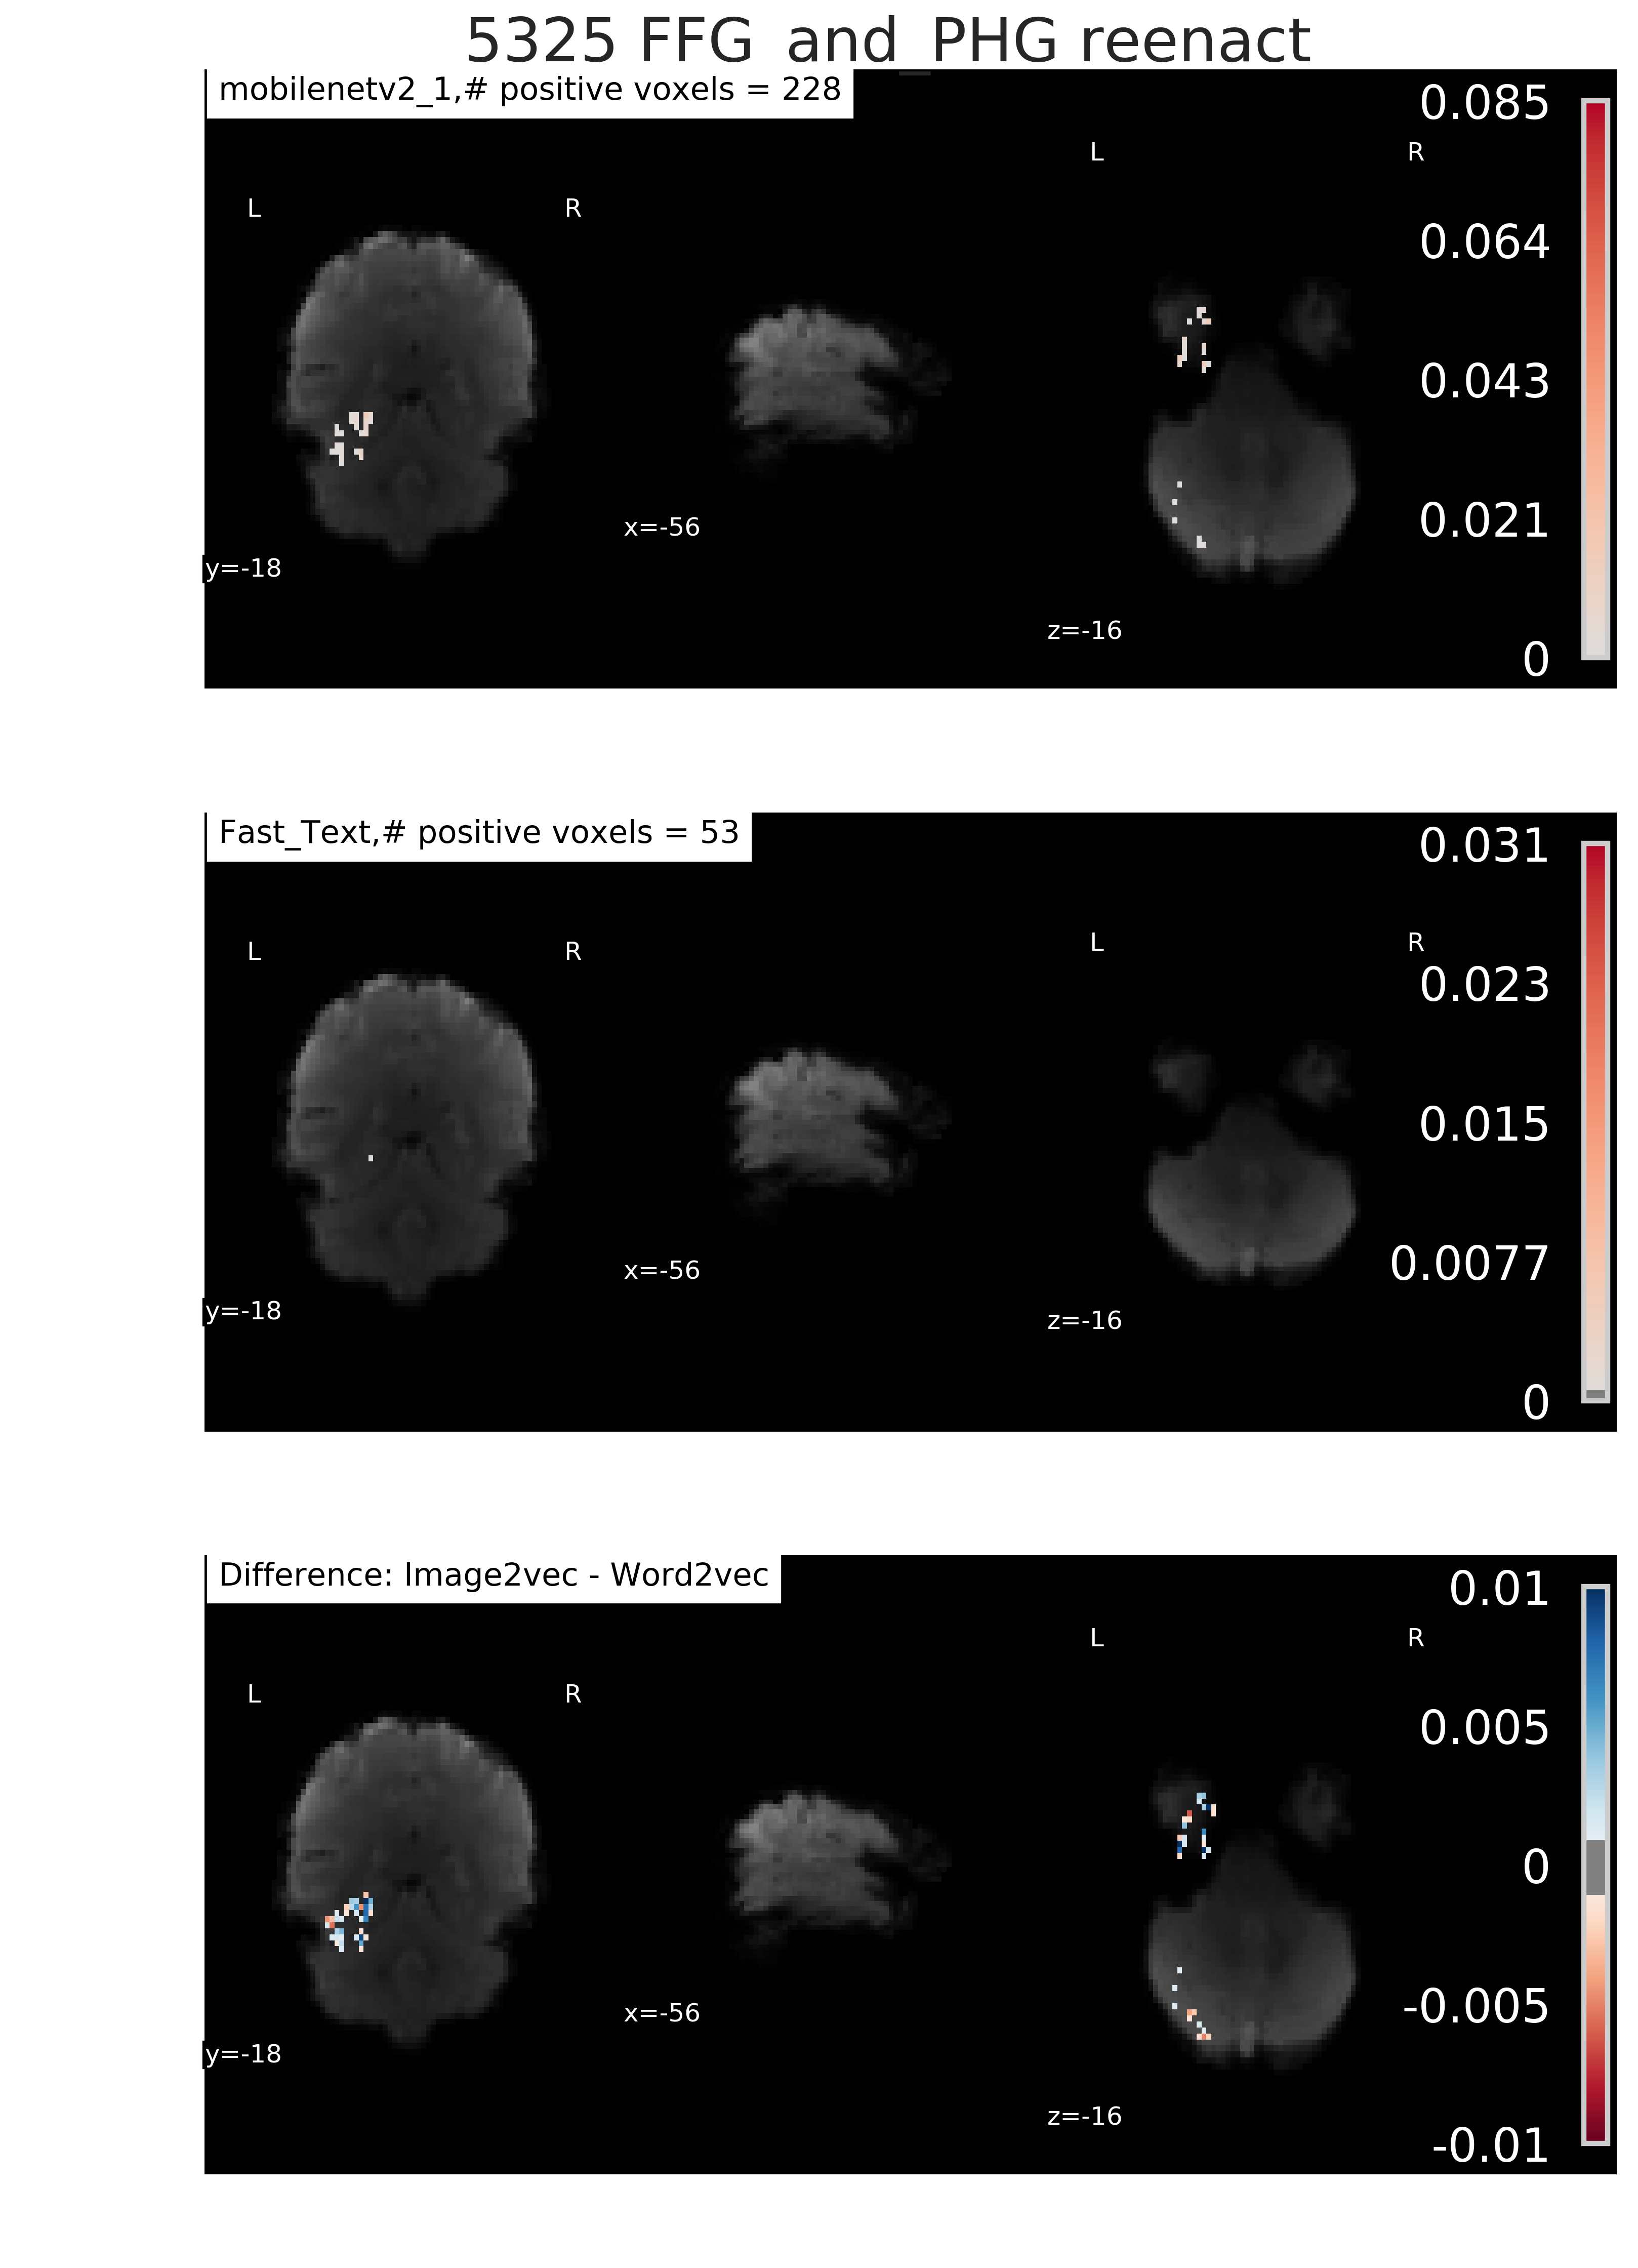 5325 FFG_and_PHG reenact
mobilenetv2_1,# positive voxels = 228
0.085
L R
L R
0.064
0.043
0.021
x=-56
y=-18
z=-16
0
Fast_Text,# positive voxels = 53
0.031
L R
L R
0.023
0.015
0.0077
x=-56
y=-18
z=-16
0
Difference: Image2vec - Word2vec
0.01
L R
L R
0.005
0
-0.005
x=-56
y=-18
z=-16
-0.01